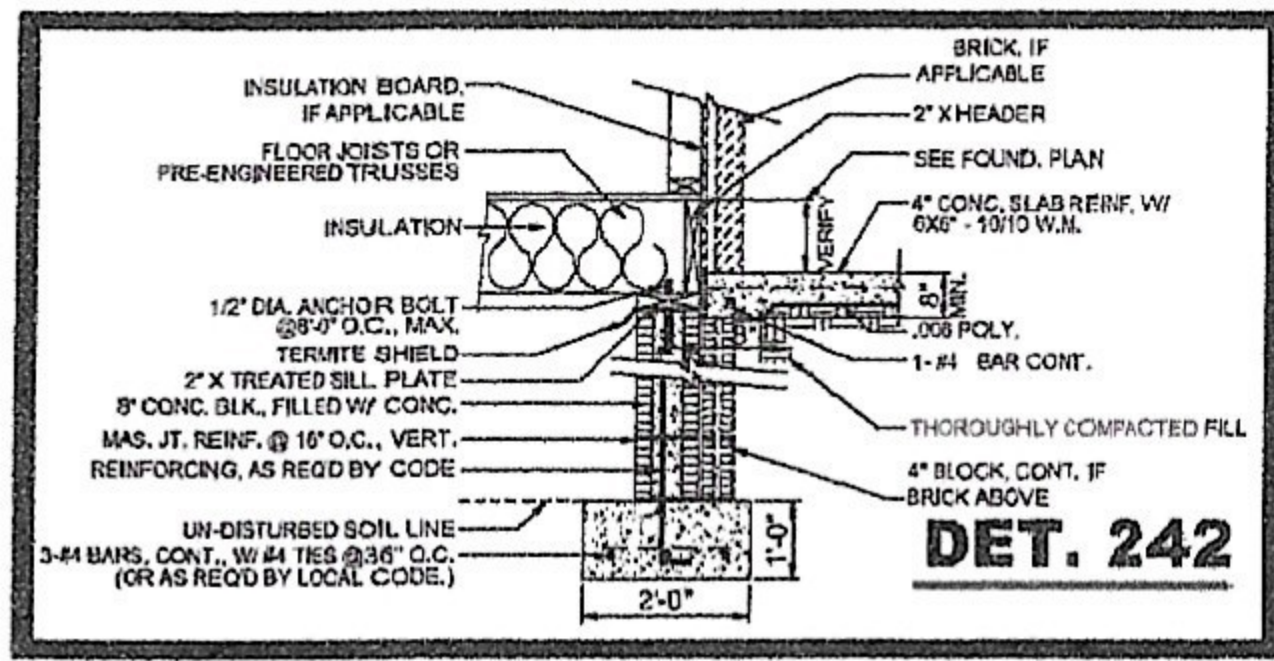 INSULATION BOARD,
IF APPLICABLE
FLOOR JOISTS OR
PRE-ENGINEERED TRUSSES
INSULATION
1/2" DIA. ANCHOR BOLT
@6'-0" O.C., MAX.
TERMITE SHIELD
2" X TREATED SILL PLATE
8" CONC. BLK., FILLED W/ CONC.
MAS. JT. REINF. @ 16" O.C., VERT.
REINFORCING, AS REQ'D BY CODE
UN-DISTURBED SOIL LINE
3-#4 BARS, CONT., W/ #4 TIES @36" O.C.
(OR AS REQ'D BY LOCAL CODE.)
BRICK, IF
APPLICABLE
2" X HEADER
SEE FOUND. PLAN
4" CONC. SLAB REINF. W/
6X6" - 10/10 W.M.
VERIFY
8"
MIN.
.006 POLY.
1-#4 BAR CONT.
THOROUGHLY COMPACTED FILL
4" BLOCK, CONT. IF
BRICK ABOVE
1'-0"
2'-0"
DET. 242